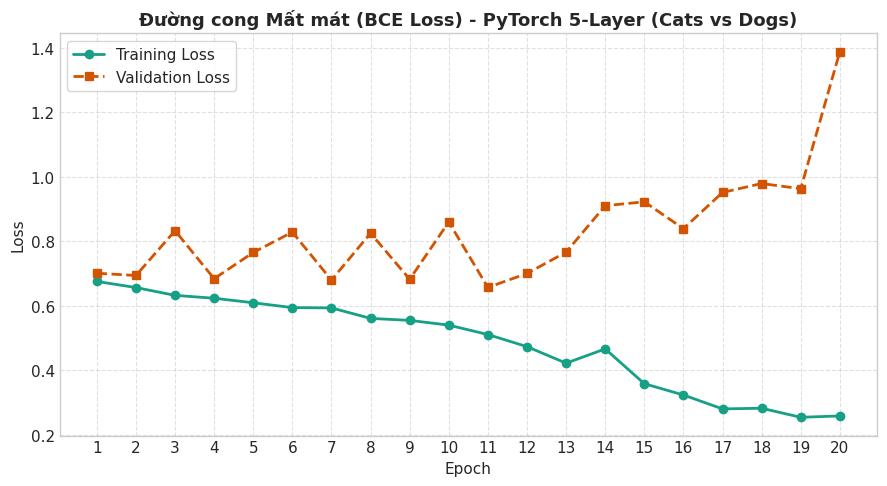 Đường cong Mất mát (BCE Loss) - PyTorch 5-Layer (Cats vs Dogs)
Training Loss
Validation Loss
1.4
1.2
1.0
0.8
0.6
0.4
0.2
Loss
1 2 3 4 5 6 7 8 9 10 11 12 13 14 15 16 17 18 19 20
Epoch